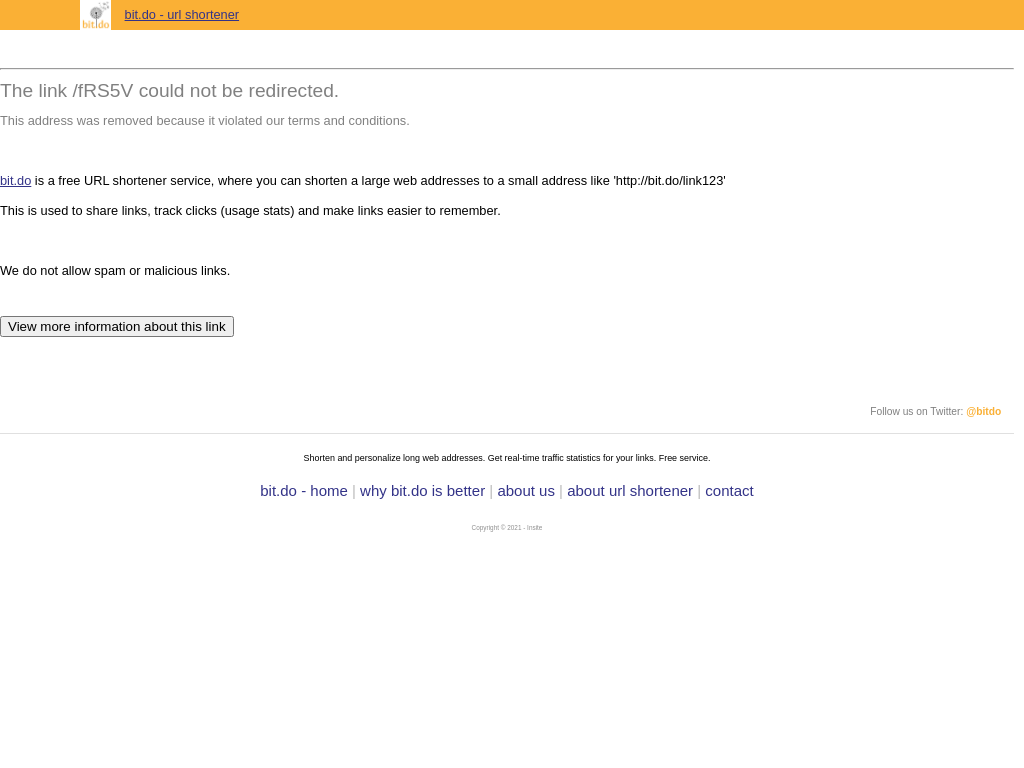 bit.do
bit.do - url shortener
The link /fRS5V could not be redirected.
This address was removed because it violated our terms and conditions.
bit.do is a free URL shortener service, where you can shorten a large web addresses to a small address like 'http://bit.do/link123'
This is used to share links, track clicks (usage stats) and make links easier to remember.
We do not allow spam or malicious links.
View more information about this link
Follow us on Twitter: @bitdo
Shorten and personalize long web addresses. Get real-time traffic statistics for your links. Free service.
bit.do - home | why bit.do is better | about us | about url shortener | contact
Copyright © 2021 - Insite